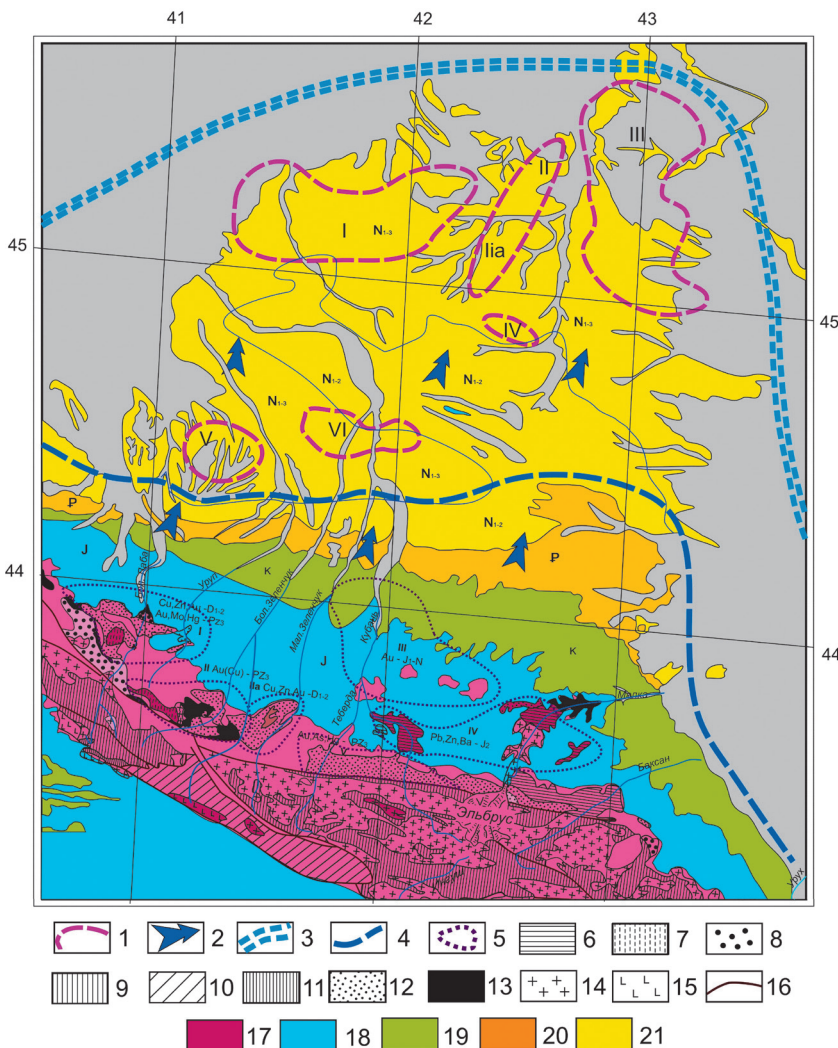 41 42 43
III
II
I N₁₋₃
IIa
45
45
IV N₁₋₃
N₁₋₂ N₁₋₂
N₁₋₃
V VI
N₁₋₃
N₁₋₂
P P
J
44
K
Уруп
Бол. Зеленчук
Мал. Зеленчук
Кубань
Cu,Zn,Au -D₁₋₂
Au,Mo,Hg - PZ₃
I
III
Au - J₁-N
J
K
44
II Au(Cu) - PZ₃
IIa Cu,Zn,Au -D₁₋₂
Теберда
Малка
IV
Pb,Zn,Ba - J₂
PZ₃
Баксан
Эльбрус
Урух
1 2 3 4 5 6 7 8
9 10 11 12 13 14 15 16
17 18 19 20 21